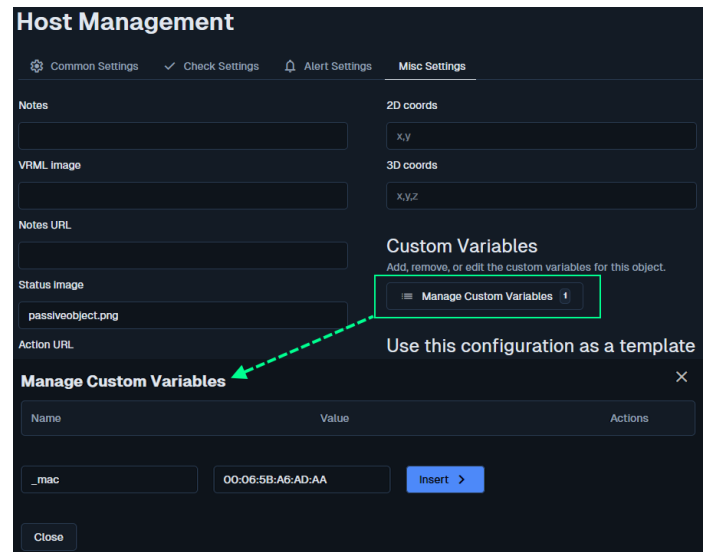 Host Management
Common Settings
Check Settings
Alert Settings
Misc Settings
Notes
VRML image
Notes URL
Status image
passiveobject.png
Action URL
2D coords
x,y
3D coords
x,y,z
Custom Variables
Add, remove, or edit the custom variables for this object.
Manage Custom Variables 1
Use this configuration as a template
Manage Custom Variables
Name Value Actions
_mac 00:06:5B:A6:AD:AA Insert >
Close